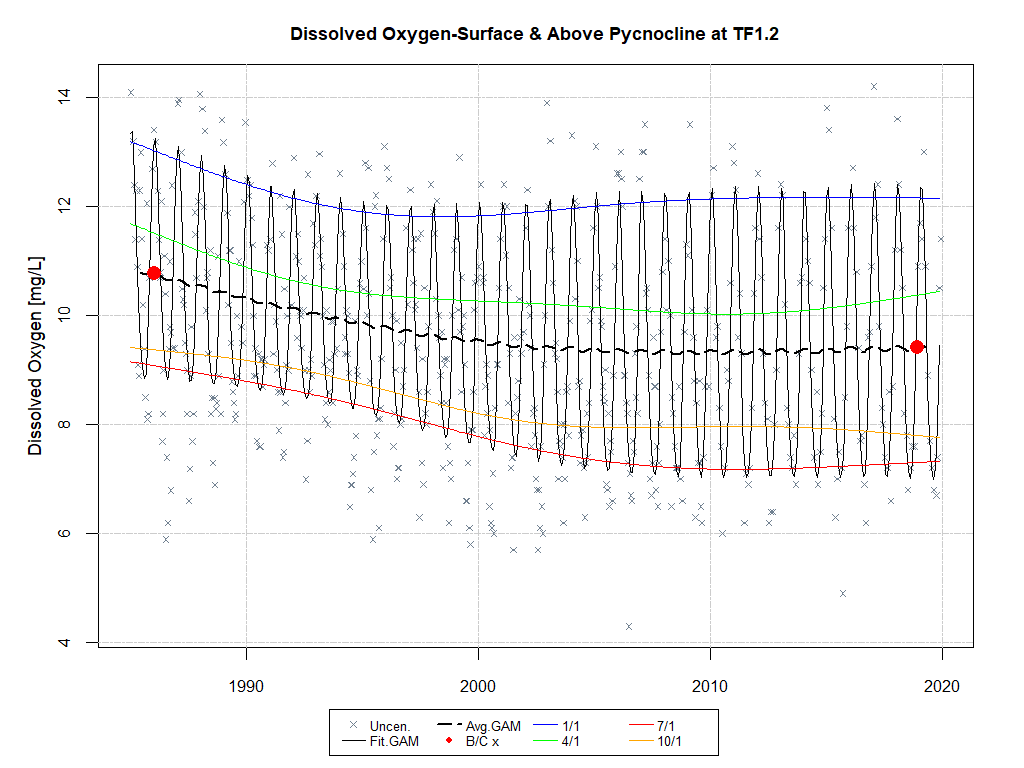 Dissolved Oxygen-Surface & Above Pycnocline at TF1.2
Dissolved Oxygen [mg/L]
14
12
10
8
6
4
1990 2000 2010 2020
Uncen. Avg.GAM 1/1 7/1
Fit.GAM B/C x 4/1 10/1